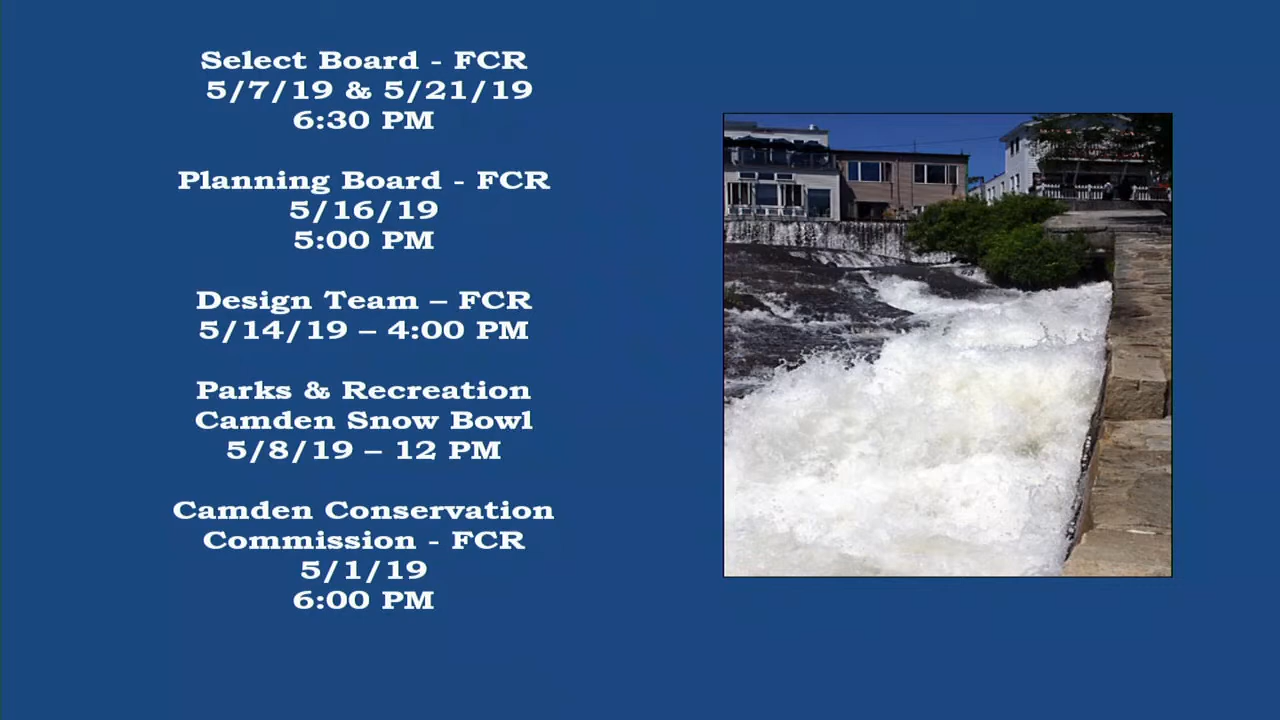 Select Board - FCR
5/7/19 & 5/21/19
6:30 PM
Planning Board - FCR
5/16/19
5:00 PM
Design Team – FCR
5/14/19 – 4:00 PM
Parks & Recreation
Camden Snow Bowl
5/8/19 – 12 PM
Camden Conservation
Commission - FCR
5/1/19
6:00 PM